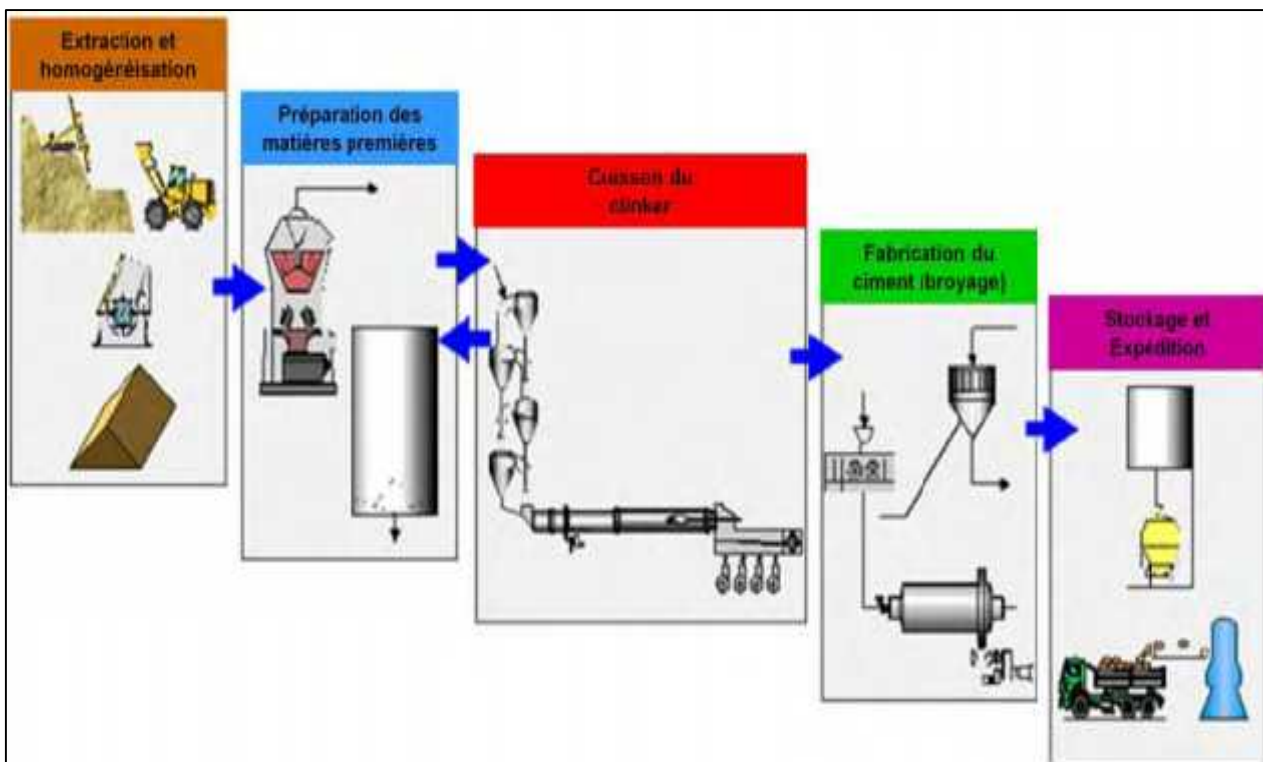 Extraction et
homogéréisation
Préparation des
matières premières
Cuisson du
clinker
Fabrication du
ciment (broyage)
Stockage et
Expédition